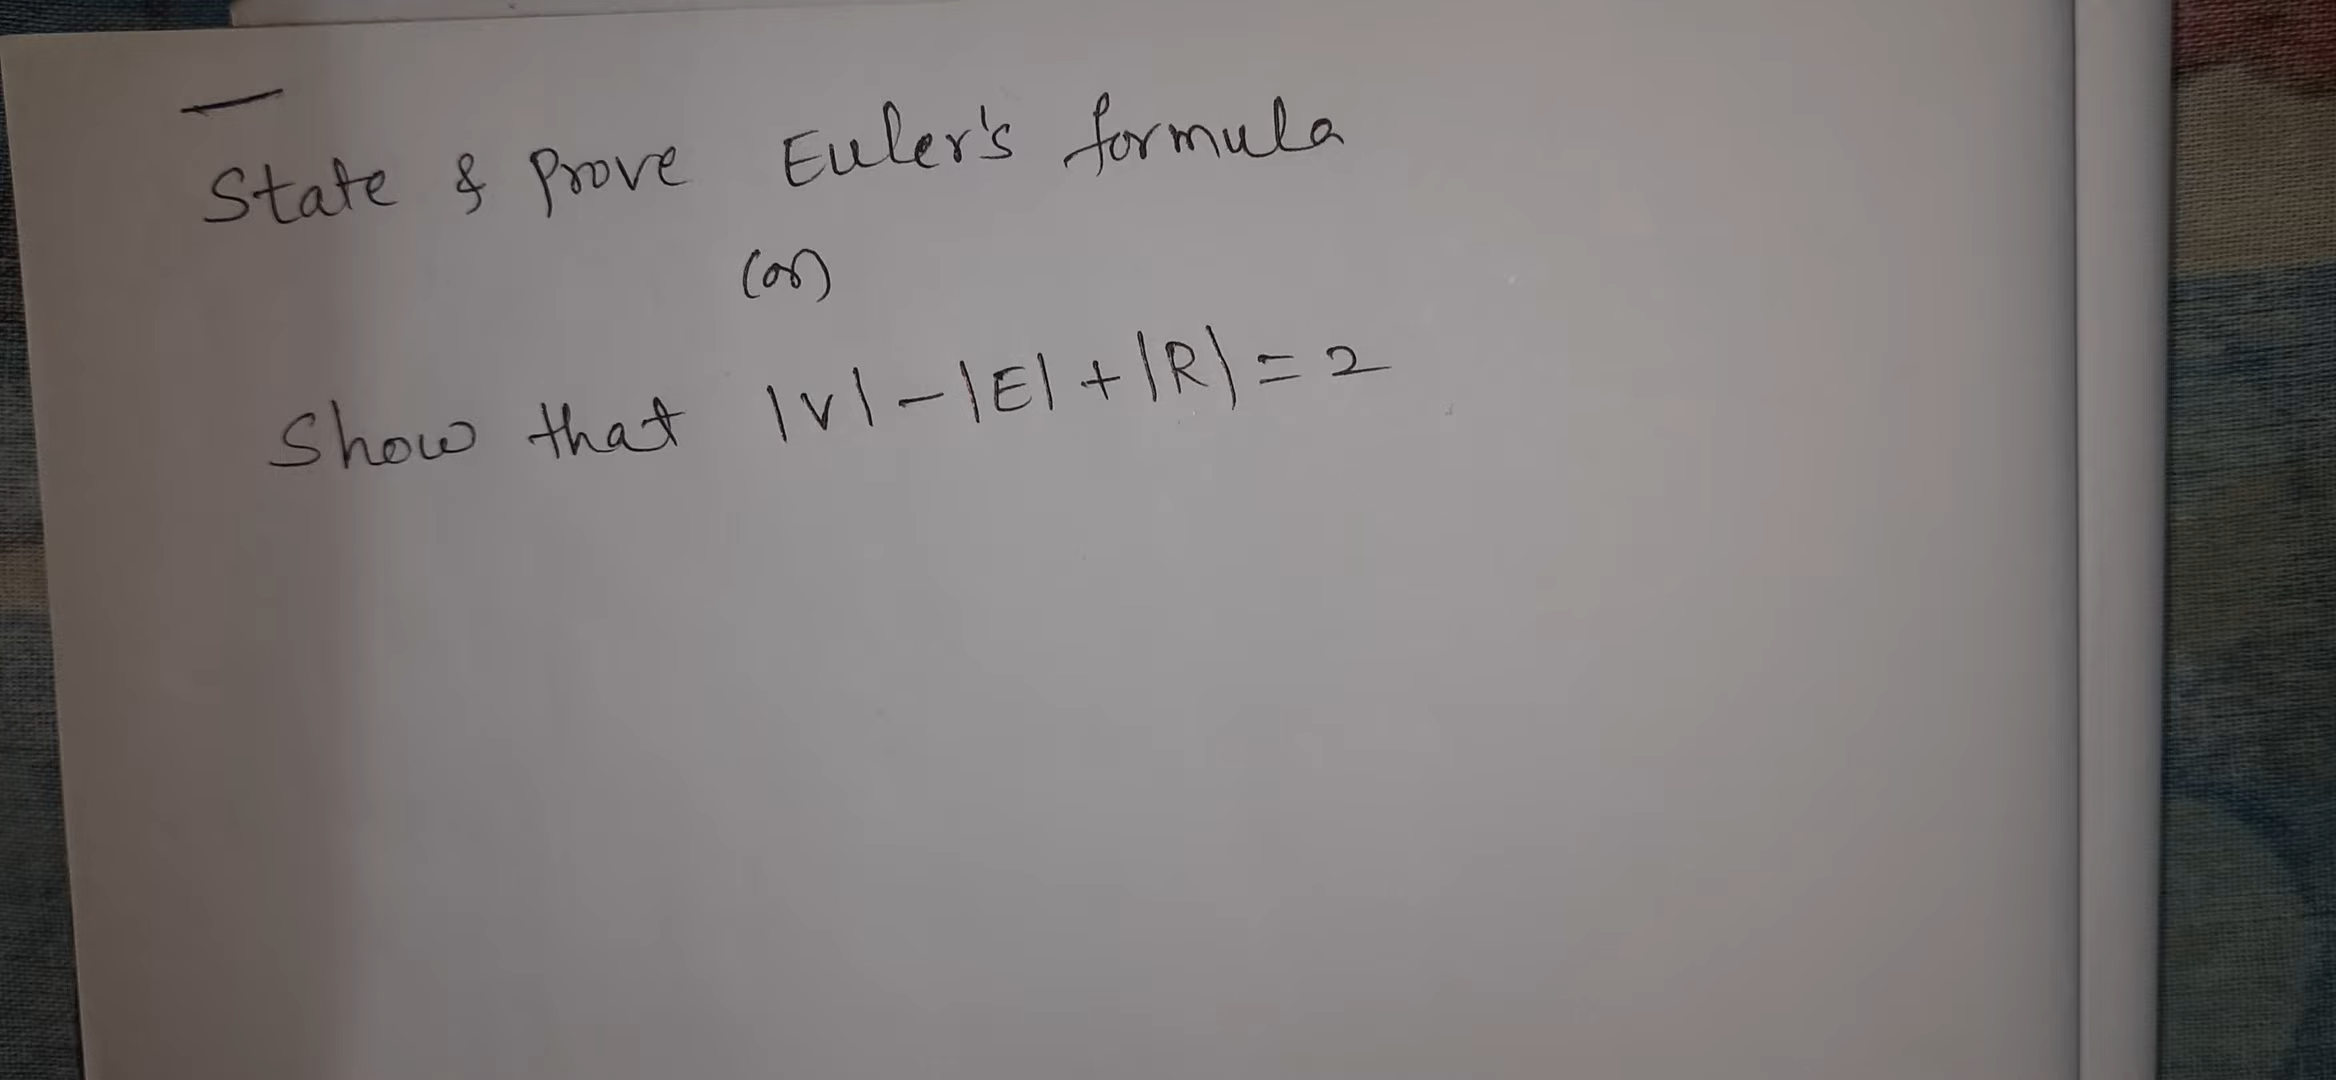 State & Prove Euler's formula
(or)
Show that |V| - |E| + |R| = 2